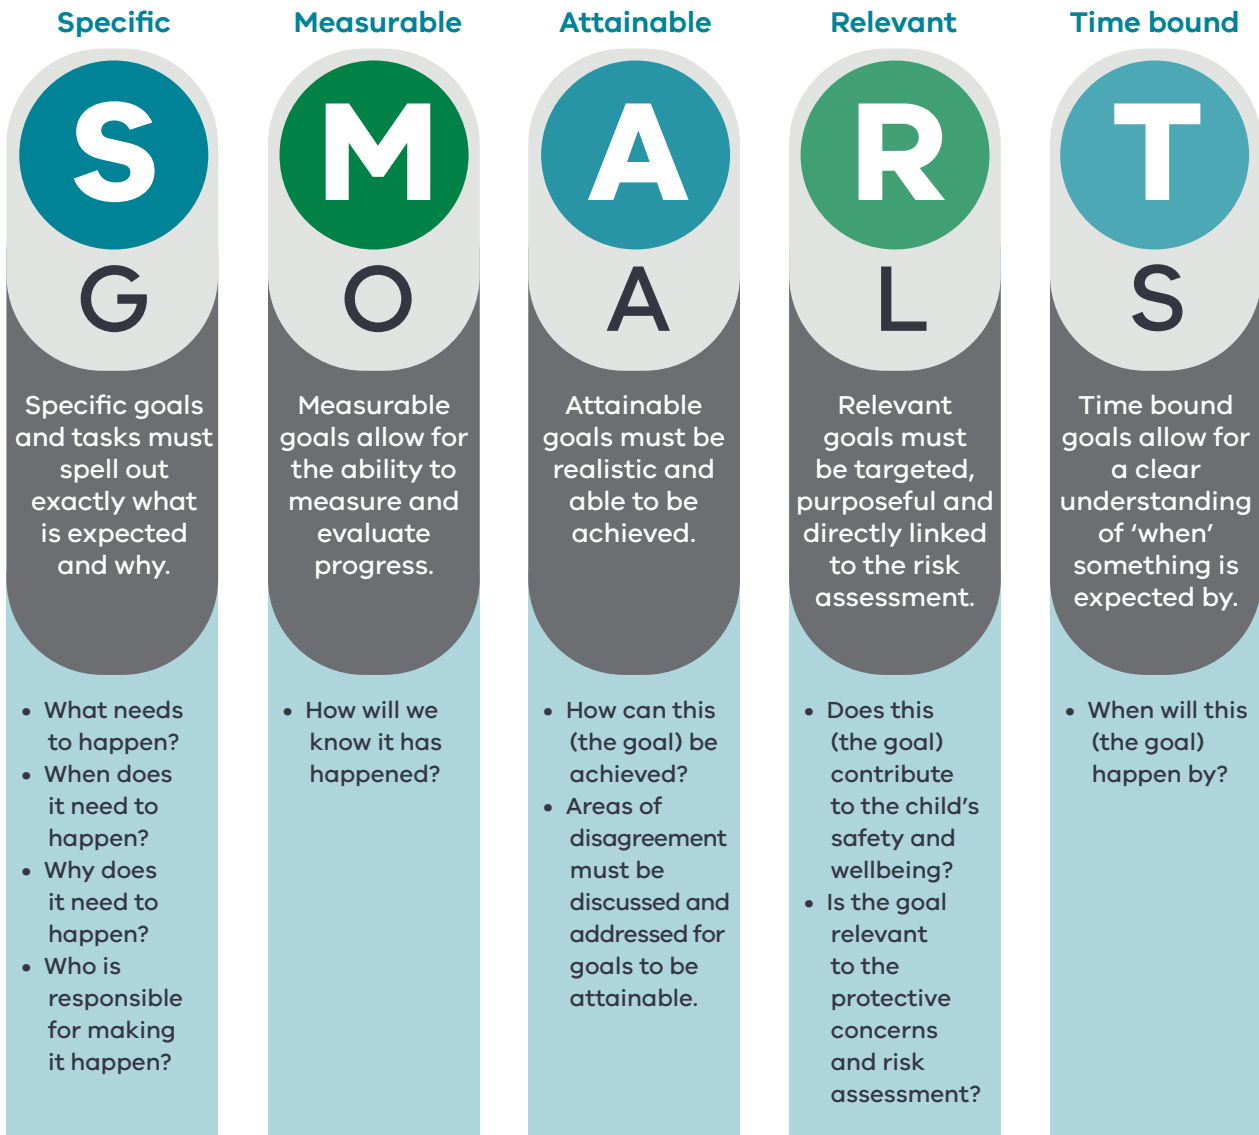 Specific
S
G
Specific goals
and tasks must
spell out
exactly what
is expected
and why.
• What needs
to happen?
• When does
it need to
happen?
• Why does
it need to
happen?
• Who is
responsible
for making
it happen?
Measurable
M
O
Measurable
goals allow for
the ability to
measure and
evaluate
progress.
• How will we
know it has
happened?
Attainable
A
A
Attainable
goals must be
realistic and
able to be
achieved.
• How can this
(the goal) be
achieved?
• Areas of
disagreement
must be
discussed and
addressed for
goals to be
attainable.
Relevant
R
L
Relevant
goals must
be targeted,
purposeful and
directly linked
to the risk
assessment.
• Does this
(the goal)
contribute
to the child’s
safety and
wellbeing?
• Is the goal
relevant
to the
protective
concerns
and risk
assessment?
Time bound
T
S
Time bound
goals allow for
a clear
understanding
of ‘when’
something is
expected by.
• When will this
(the goal)
happen by?